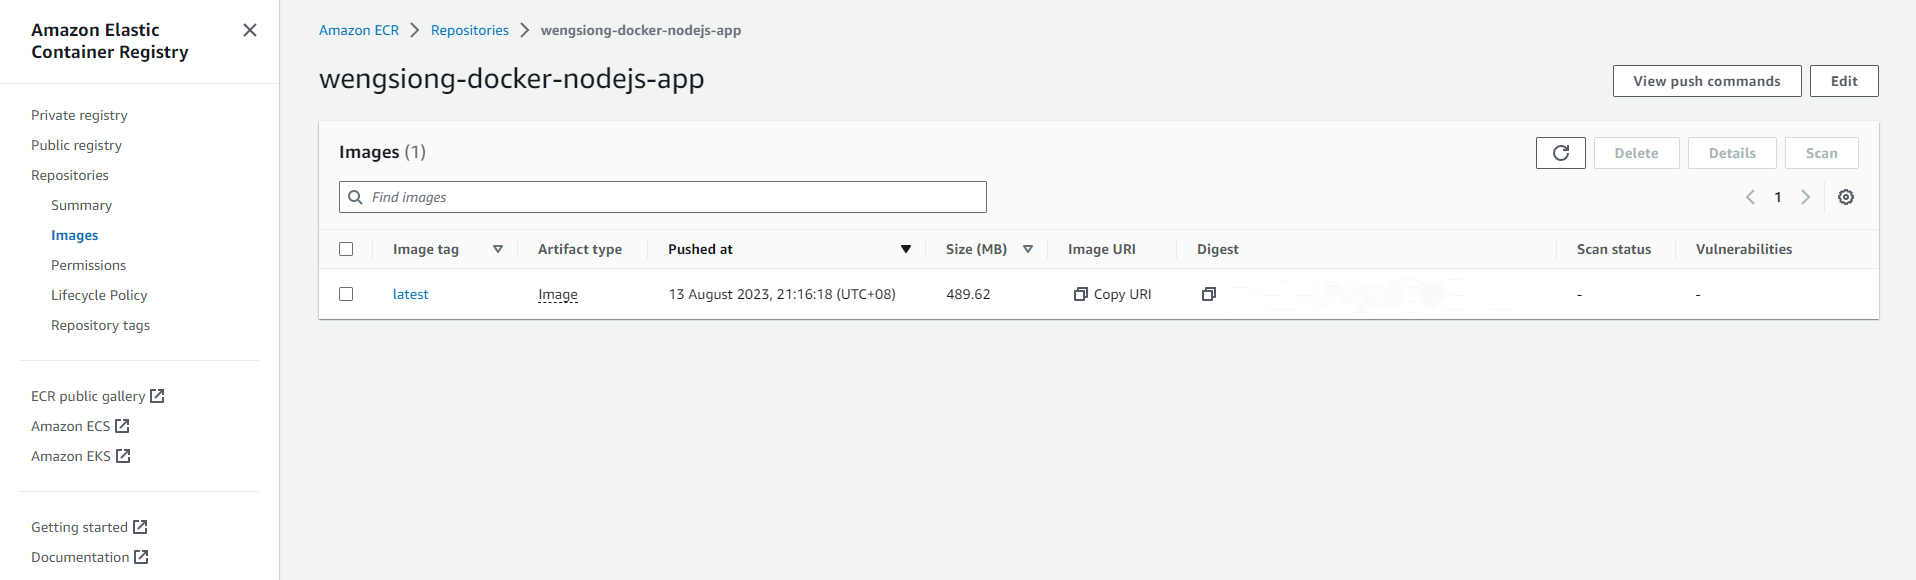 Amazon Elastic
Container Registry
Private registry
Public registry
Repositories
Summary
Images
Permissions
Lifecycle Policy
Repository tags
ECR public gallery
Amazon ECS
Amazon EKS
Getting started
Documentation
Amazon ECR > Repositories > wengsiong-docker-nodejs-app
wengsiong-docker-nodejs-app
View push commands Edit
Images (1)
Delete Details Scan
Find images
1
Image tag Artifact type Pushed at Size (MB) Image URI Digest Scan status Vulnerabilities
latest Image 13 August 2023, 21:16:18 (UTC+08) 489.62 Copy URI - -